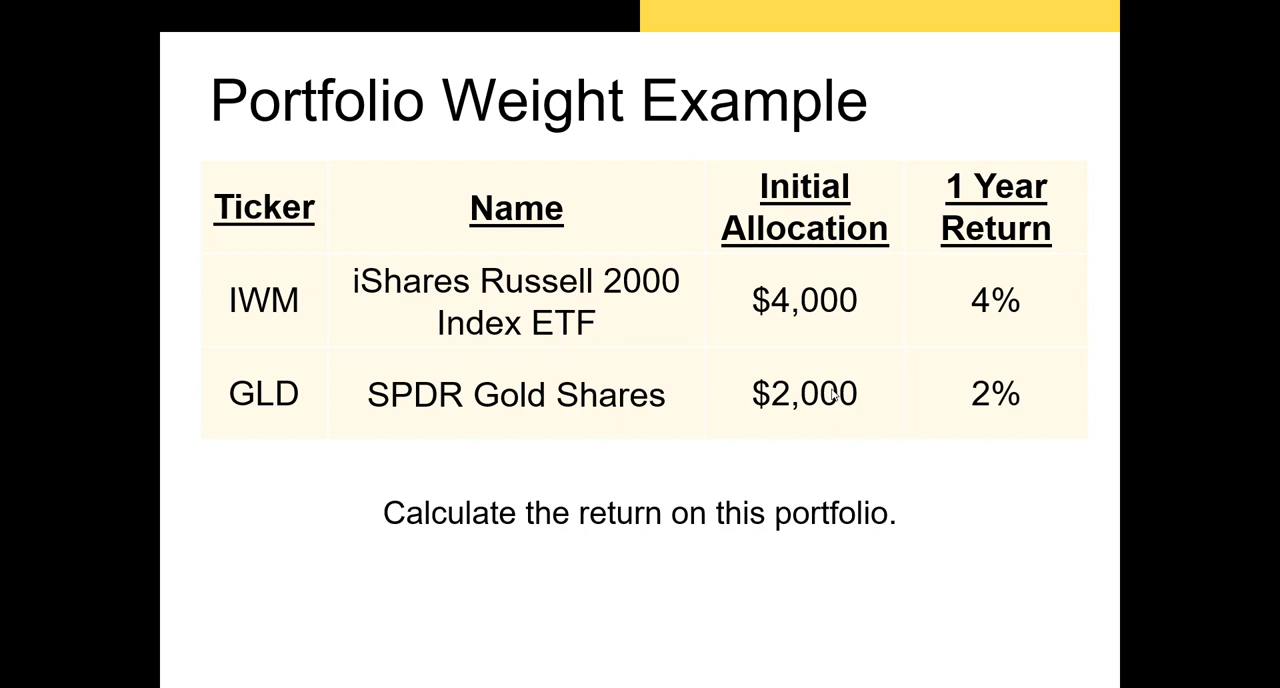 Portfolio Weight Example
Ticker
Name
Initial
Allocation
1 Year
Return
IWM
iShares Russell 2000
Index ETF
$4,000
4%
GLD
SPDR Gold Shares
$2,000
2%
Calculate the return on this portfolio.